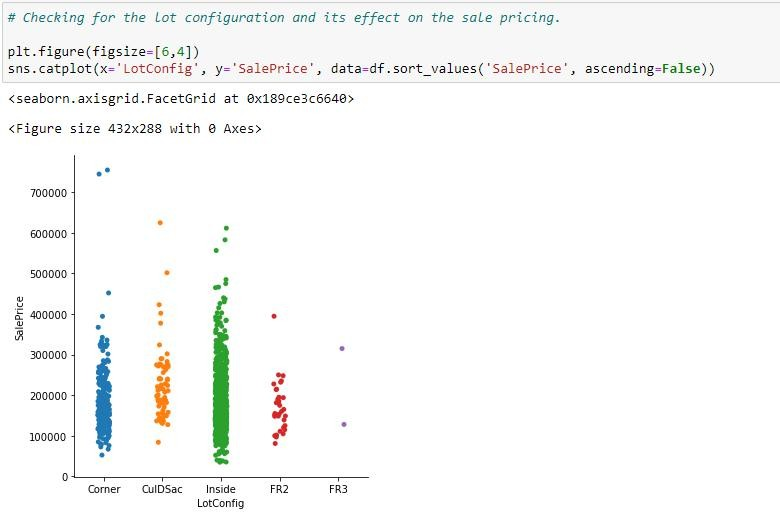 # Checking for the lot configuration and its effect on the sale pricing.
plt.figure(figsize=[6,4])
sns.catplot(x='LotConfig', y='SalePrice', data=df.sort_values('SalePrice', ascending=False))
<seaborn.axisgrid.FacetGrid at 0x189ce3c6640>
<Figure size 432x288 with 0 Axes>
700000
600000
500000
400000
300000
200000
100000
0
SalePrice
Corner CulDSac Inside FR2 FR3
LotConfig